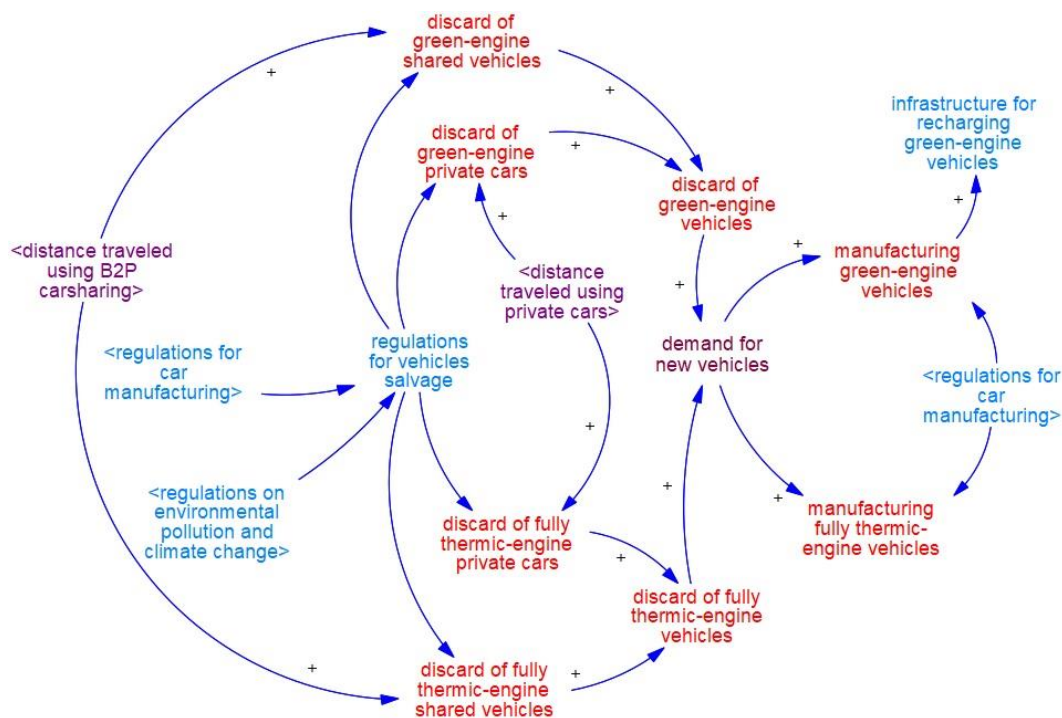 discard of
green-engine
shared vehicles
+
+
infrastructure for
recharging
green-engine
vehicles
discard of
green-engine
private cars
+
discard of
green-engine
vehicles
+
+
<distance traveled
using B2P
carsharing>
<distance
traveled using
private cars>
+
+
manufacturing
green-engine
vehicles
<regulations for
car
manufacturing>
regulations
for vehicles
salvage
demand for
new vehicles
<regulations for
car
manufacturing>
+
<regulations on
environmental
pollution and
climate change>
+
+
discard of fully
thermic-engine
private cars
manufacturing
fully thermic-
engine vehicles
+
discard of fully
thermic-engine
vehicles
+
discard of fully
thermic-engine
shared vehicles
+